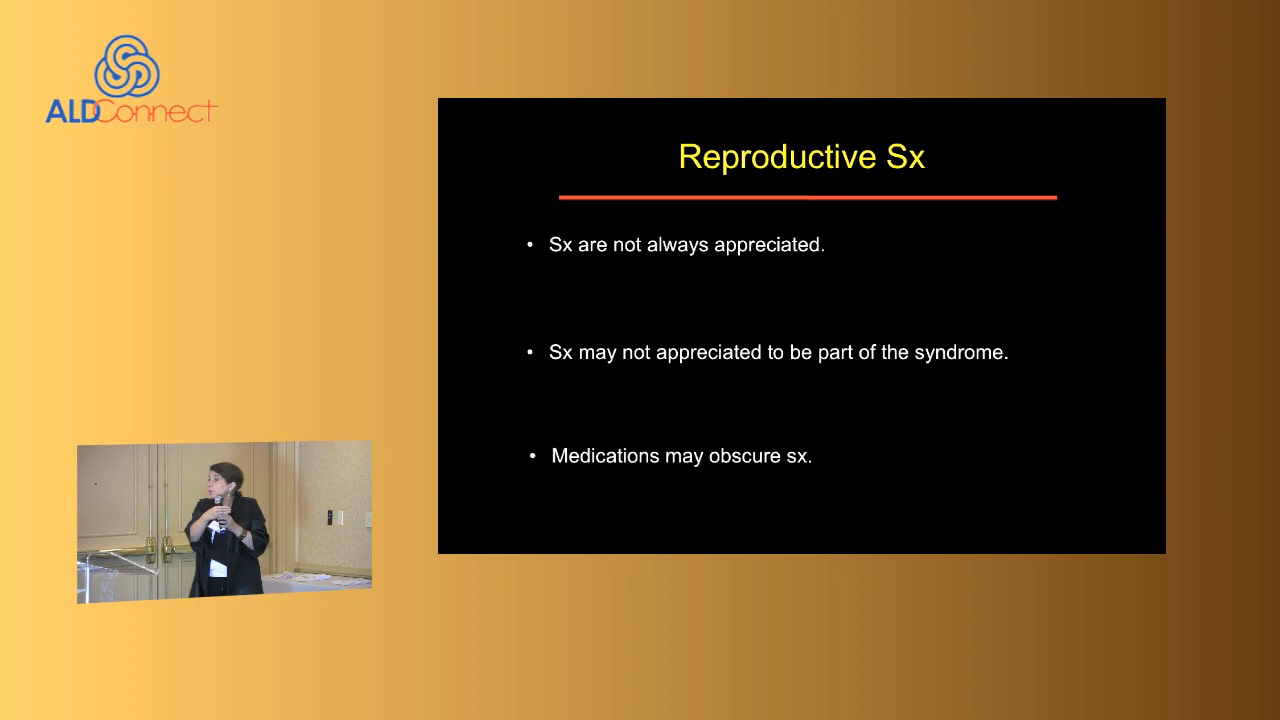 ALDConnect
Reproductive Sx
• Sx are not always appreciated.
• Sx may not appreciated to be part of the syndrome.
• Medications may obscure sx.